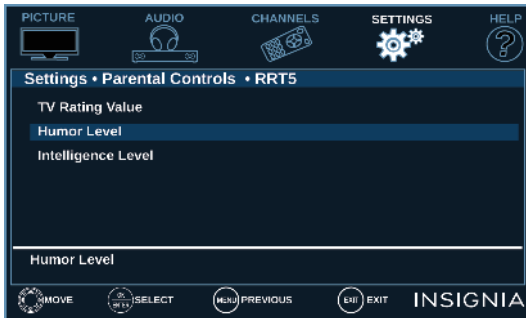 PICTURE AUDIO CHANNELS SETTINGS HELP
Settings • Parental Controls • RRT5
TV Rating Value
Humor Level
Intelligence Level
Humor Level
MOVE OK ENTER SELECT MENU PREVIOUS EXIT EXIT INSIGNIA